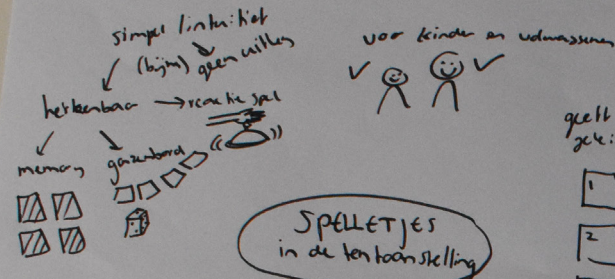 simpel / intuïtief
(bijna) geen uitleg
voor kinderen en volwassenen
herkenbaar → reactie spel
memory
ganzenbord
geeft
1
2
SPELLETJES
in de tentoonstelling